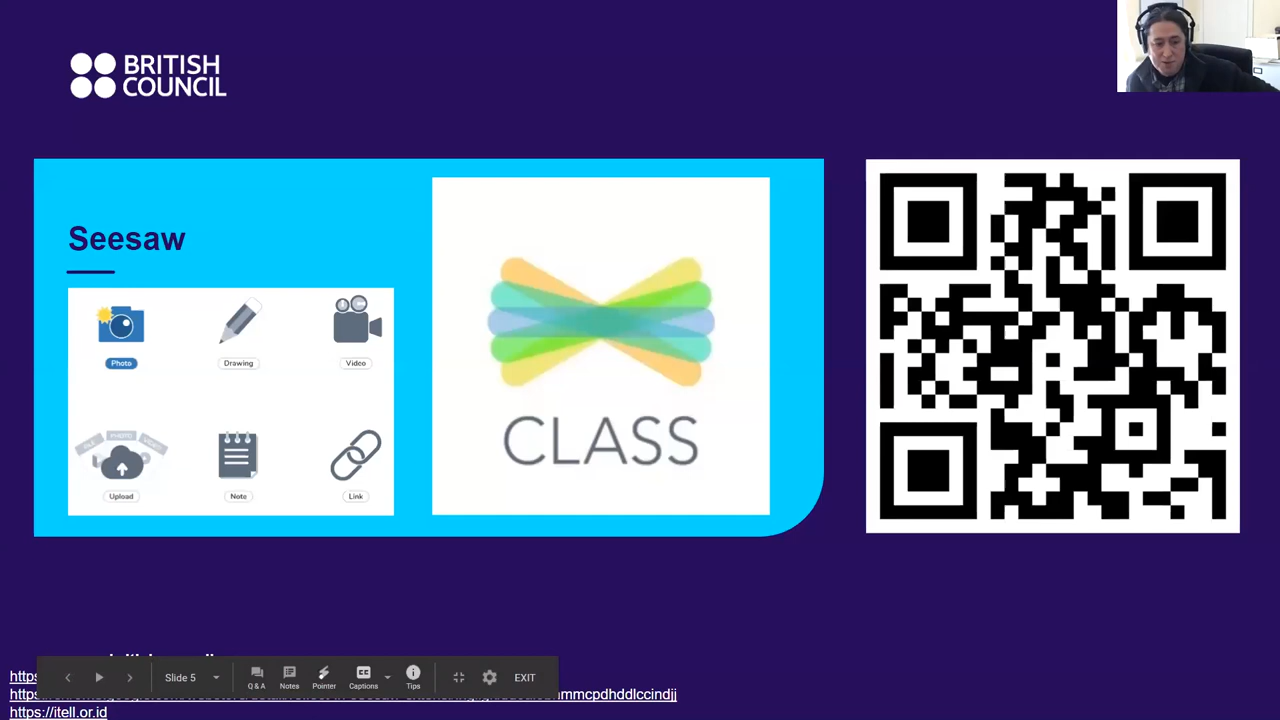 BRITISH
COUNCIL
Seesaw
CLASS
Photo
Drawing
Video
Upload
Note
Link
Slide 5
Q & A
Notes
Pointer
Captions
Tips
EXIT
https://itell.or.id